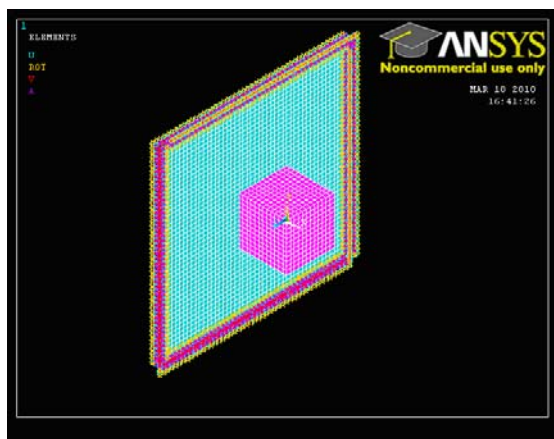 1
ELEMENTS
U
ROT
V
A
ANSYS
Noncommercial use only
MAR 10 2010
16:41:26